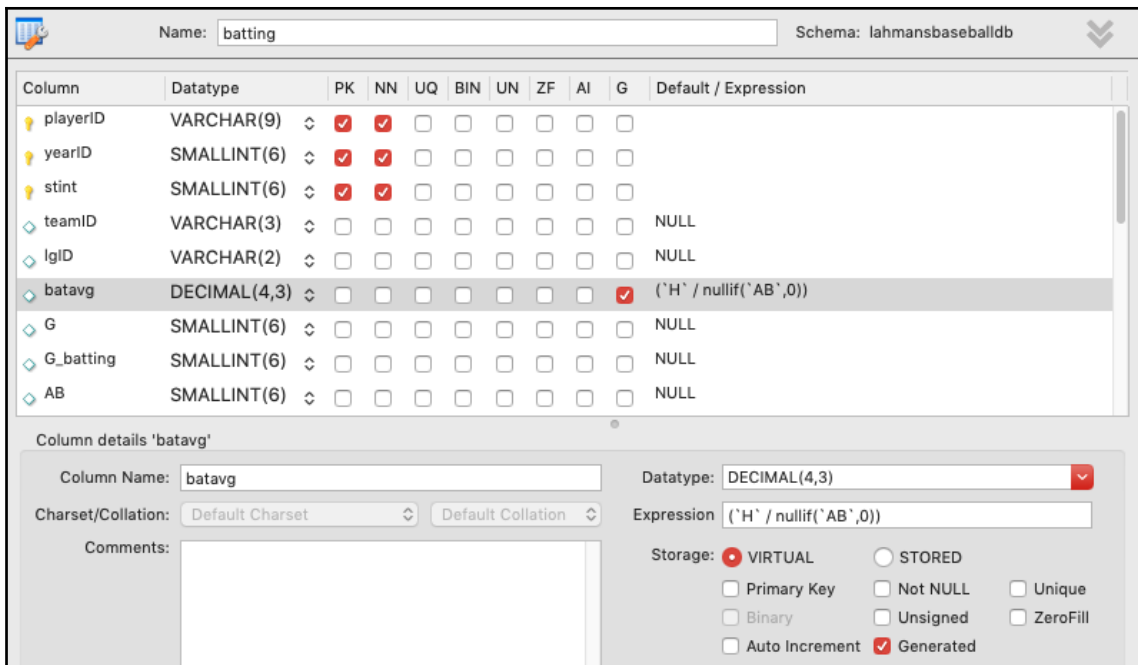 Name: batting Schema: lahmansbaseballdb
Column Datatype PK NN UQ BIN UN ZF AI G Default / Expression
playerID VARCHAR(9)
yearID SMALLINT(6)
stint SMALLINT(6)
teamID VARCHAR(3) NULL
lgID VARCHAR(2) NULL
batavg DECIMAL(4,3) (`H` / nullif(`AB`,0))
G SMALLINT(6) NULL
G_batting SMALLINT(6) NULL
AB SMALLINT(6) NULL
Column details 'batavg'
Column Name: batavg Datatype: DECIMAL(4,3)
Charset/Collation: Default Charset Default Collation Expression (`H` / nullif(`AB`,0))
Comments: Storage: VIRTUAL STORED
Primary Key Not NULL Unique
Binary Unsigned ZeroFill
Auto Increment Generated